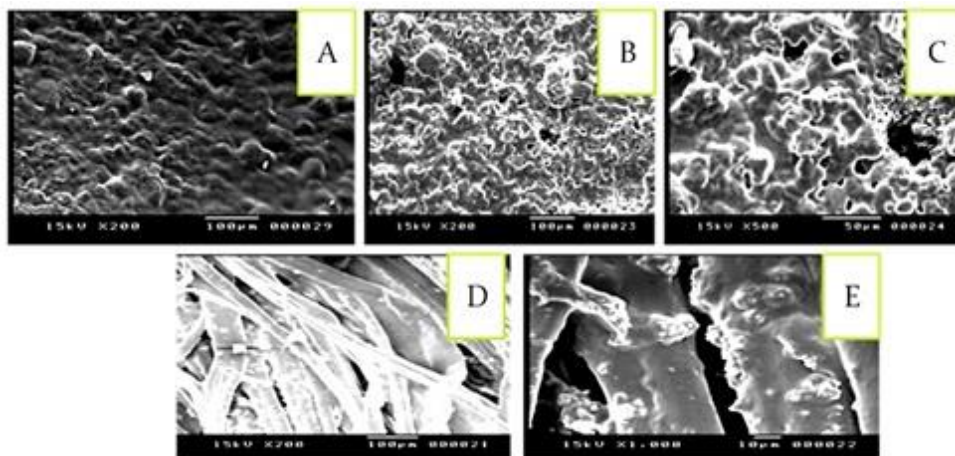 A
B
C
15kV X200 100µm 000029
15kV X200 100µm 000023
15kV X500 50µm 000024
D
E
15kV X200 100µm 000021
15kV X1.000 10µm 000022